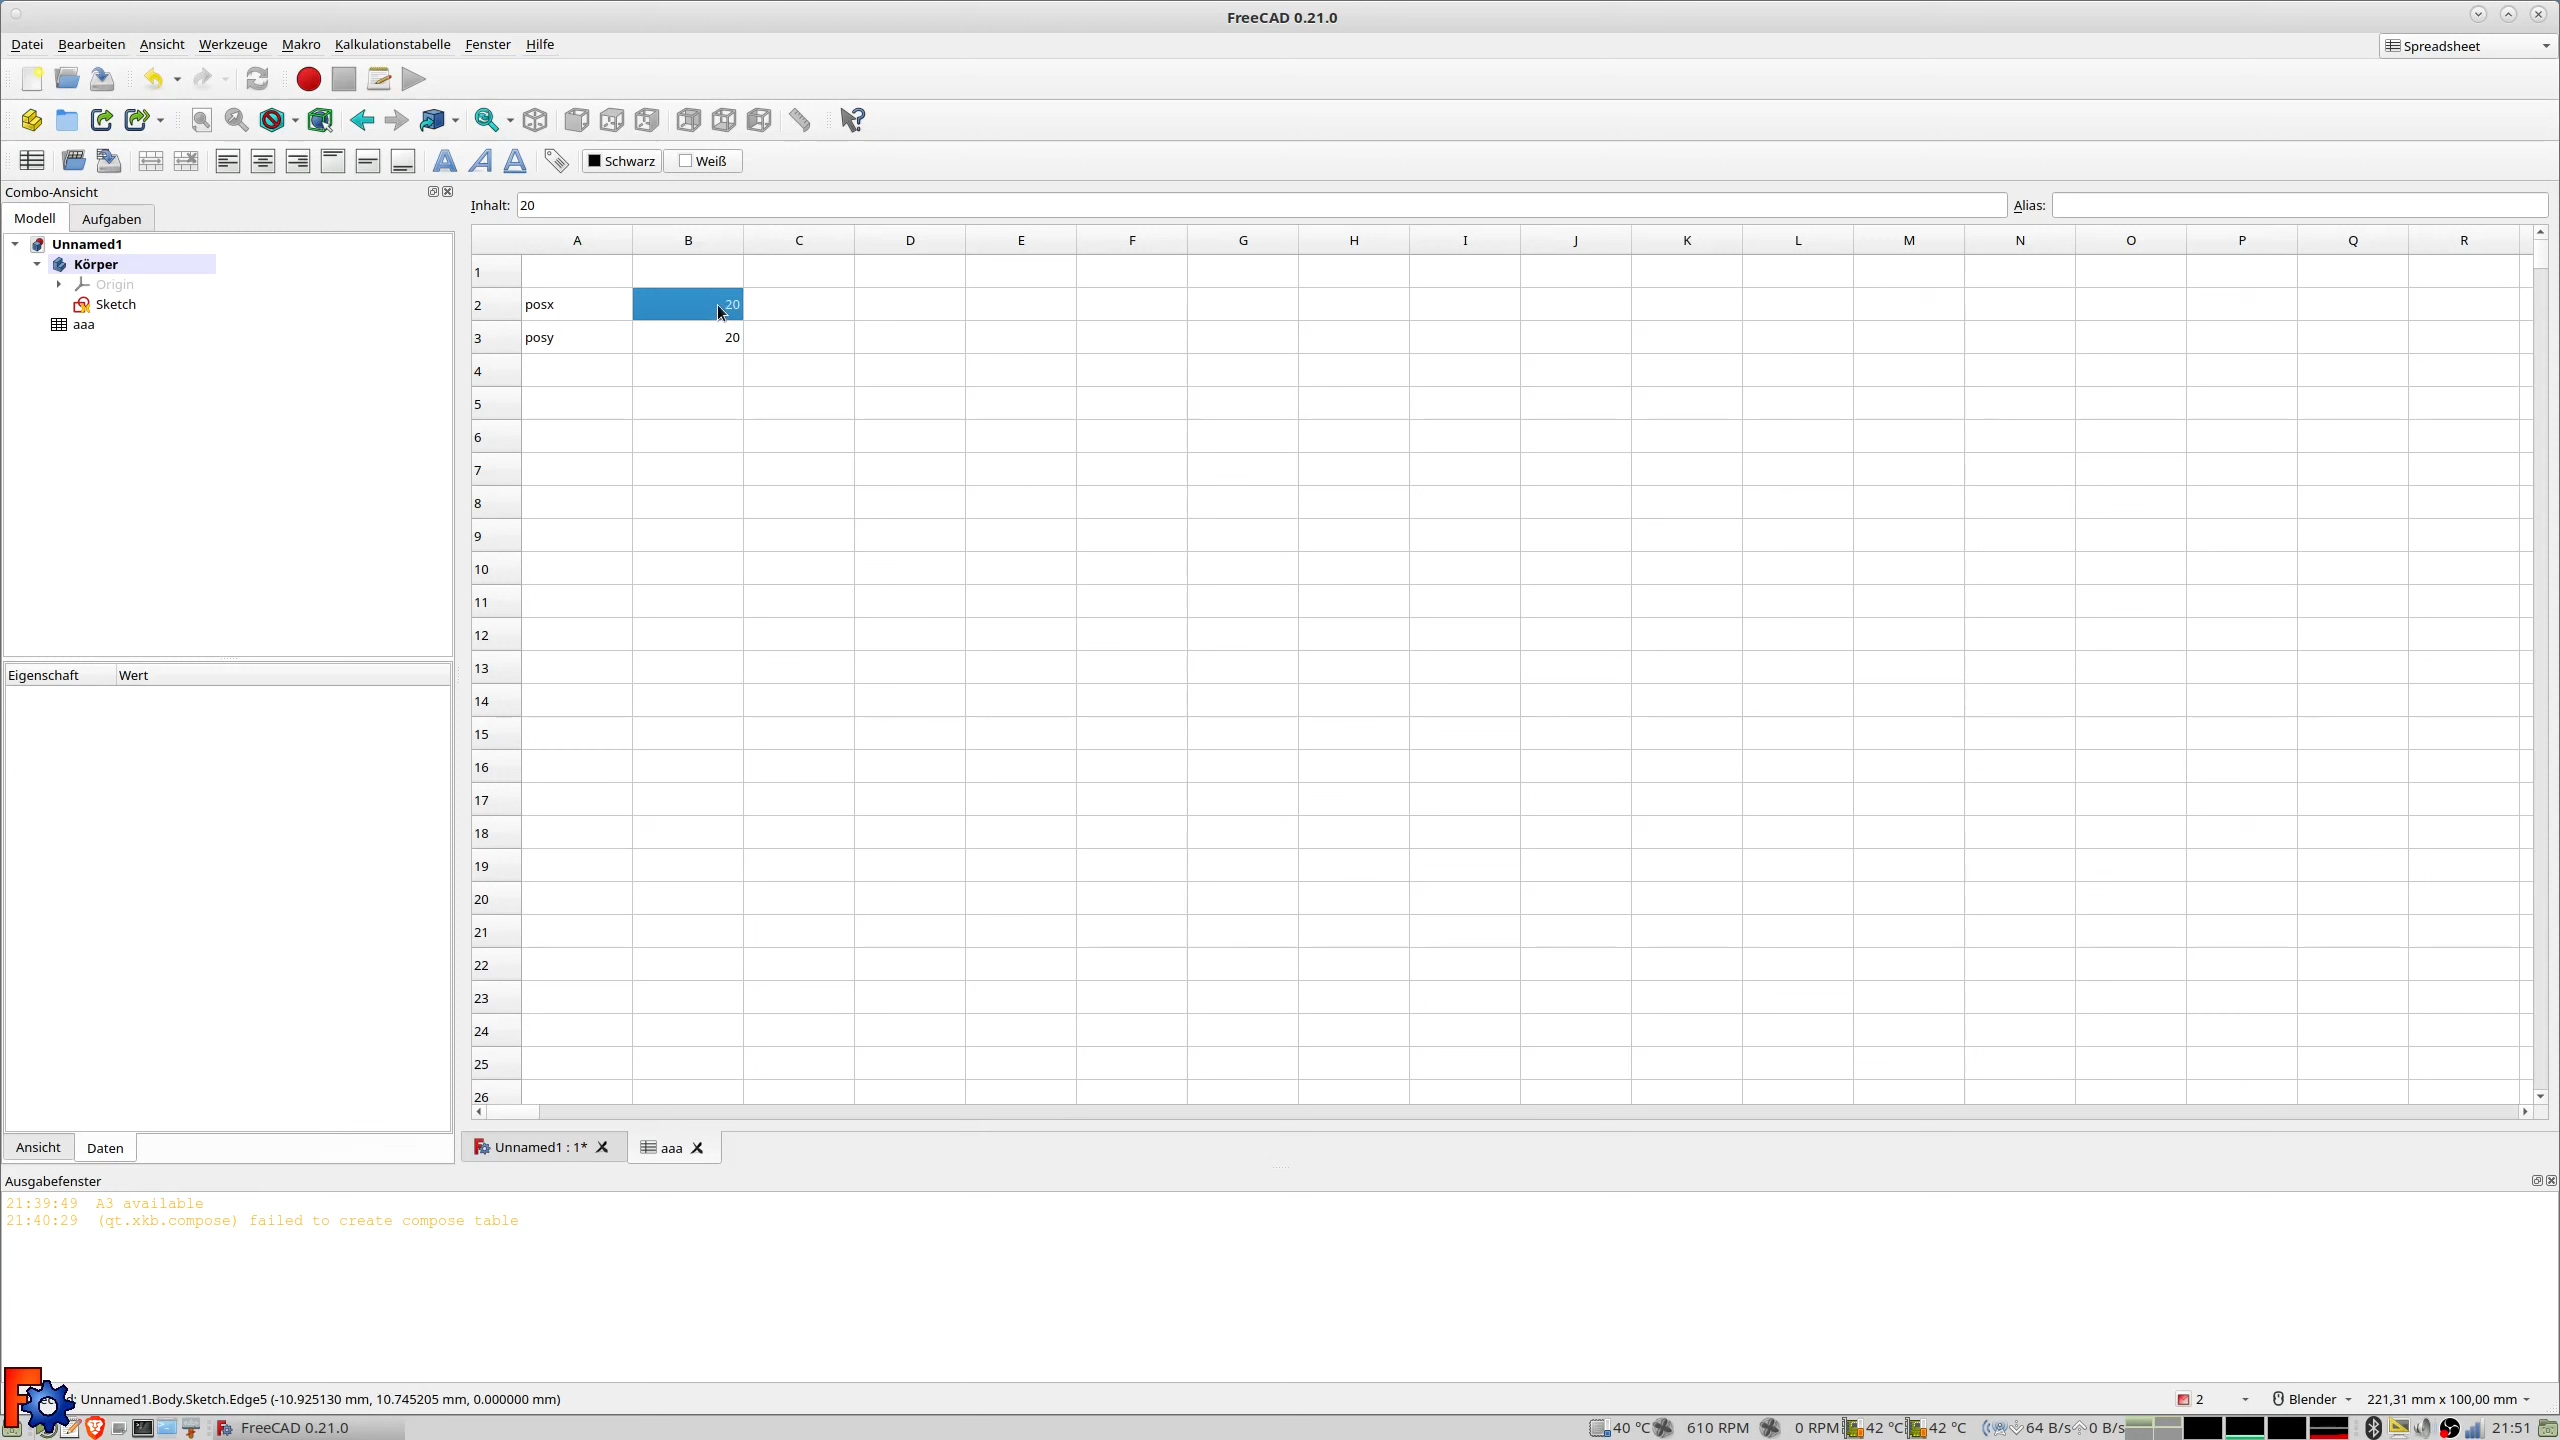 FreeCAD 0.21.0
Datei Bearbeiten Ansicht Werkzeuge Makro Kalkulationstabelle Fenster Hilfe
Spreadsheet
Schwarz Weiß
Combo-Ansicht
Inhalt: 20 Alias:
Modell Aufgaben
A B C D E F G H I J K L M N O P Q R
Unnamed1
Körper
Origin
Sketch
aaa
1
2 posx 20
3 posy 20
4
5
6
7
8
9
10
11
12
13
14
15
16
17
18
19
20
21
22
23
24
25
26
Eigenschaft Wert
Ansicht Daten
Unnamed1 : 1* aaa
Ausgabefenster
21:39:49 A3 available
21:40:29 (qt.xkb.compose) failed to create compose table
d: Unnamed1.Body.Sketch.Edge5 (-10.925130 mm, 10.745205 mm, 0.000000 mm)
2 Blender 221,31 mm x 100,00 mm
FreeCAD 0.21.0
40 °C 610 RPM 0 RPM 42 °C 42 °C 64 B/s 0 B/s 21:51